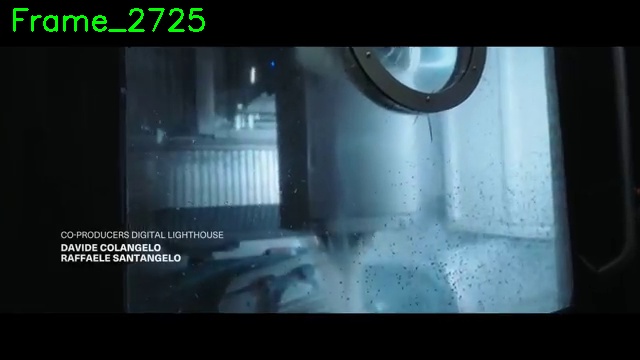 Frame_2725
CO-PRODUCERS DIGITAL LIGHTHOUSE
DAVIDE COLANGELO
RAFFAELE SANTANGELO